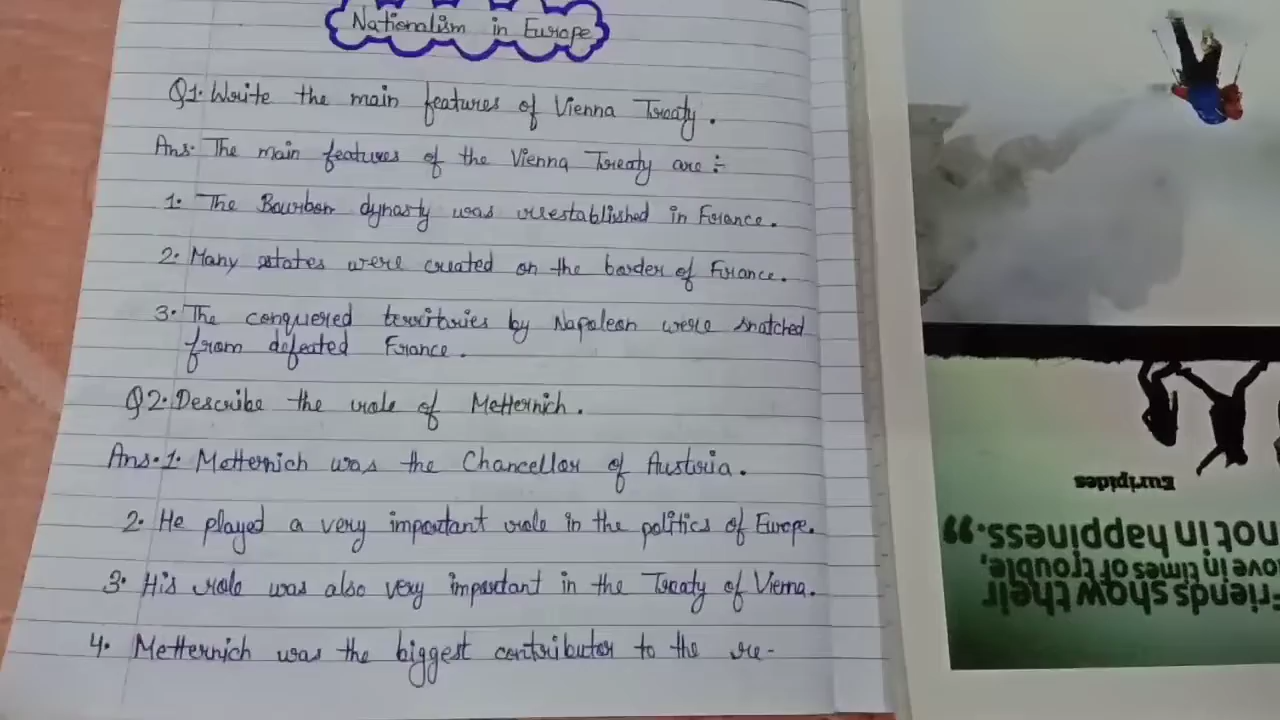 Nationalism in Europe
Q1. Write the main features of Vienna Treaty.
Ans. The main features of the Vienna Treaty are :-
1. The Bourbon dynasty was reestablished in France.
2. Many states were created on the border of France.
3. The conquered territories by Napolean were snatched
from defeated France.
Q2. Describe the role of Metternich.
Ans. 1. Metternich was the Chancellor of Austria.
2. He played a very important role in the politics of Europe.
3. His role was also very important in the Treaty of Vienna.
4. Metternich was the biggest contributor to the re-
Friends show their
love in times of trouble,
not in happiness.”
Euripides